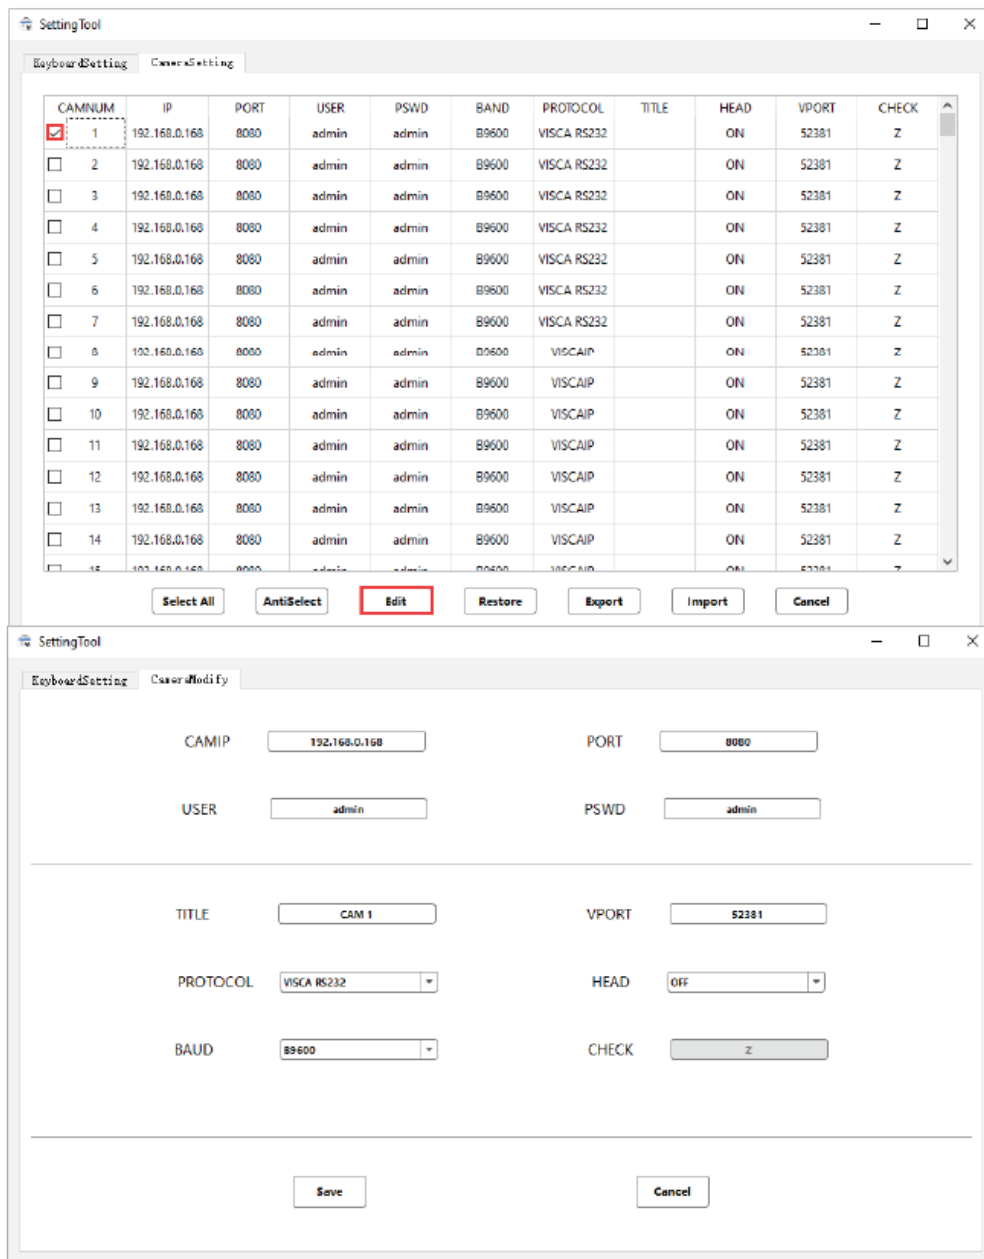 SettingTool
KeyboardSetting CameraSetting
CAMNUM IP PORT USER PSWD BAND PROTOCOL TITLE HEAD VPORT CHECK
1 192.168.0.168 8080 admin admin B9600 VISCA RS232 ON 52381 Z
2 192.168.0.168 8080 admin admin B9600 VISCA RS232 ON 52381 Z
3 192.168.0.168 8080 admin admin B9600 VISCA RS232 ON 52381 Z
4 192.168.0.168 8080 admin admin B9600 VISCA RS232 ON 52381 Z
5 192.168.0.168 8080 admin admin B9600 VISCA RS232 ON 52381 Z
6 192.168.0.168 8080 admin admin B9600 VISCA RS232 ON 52381 Z
7 192.168.0.168 8080 admin admin B9600 VISCA RS232 ON 52381 Z
8 192.168.0.168 8080 admin admin B9600 VISCAIP ON 52381 Z
9 192.168.0.168 8080 admin admin B9600 VISCAIP ON 52381 Z
10 192.168.0.168 8080 admin admin B9600 VISCAIP ON 52381 Z
11 192.168.0.168 8080 admin admin B9600 VISCAIP ON 52381 Z
12 192.168.0.168 8080 admin admin B9600 VISCAIP ON 52381 Z
13 192.168.0.168 8080 admin admin B9600 VISCAIP ON 52381 Z
14 192.168.0.168 8080 admin admin B9600 VISCAIP ON 52381 Z
Select All AntiSelect Edit Restore Export Import Cancel
SettingTool
KeyboardSetting CameraModify
CAMIP 192.168.0.168 PORT 8080
USER admin PSWD admin
TITLE CAM 1 VPORT 52381
PROTOCOL VISCA RS232 HEAD OFF
BAUD B9600 CHECK Z
Save Cancel